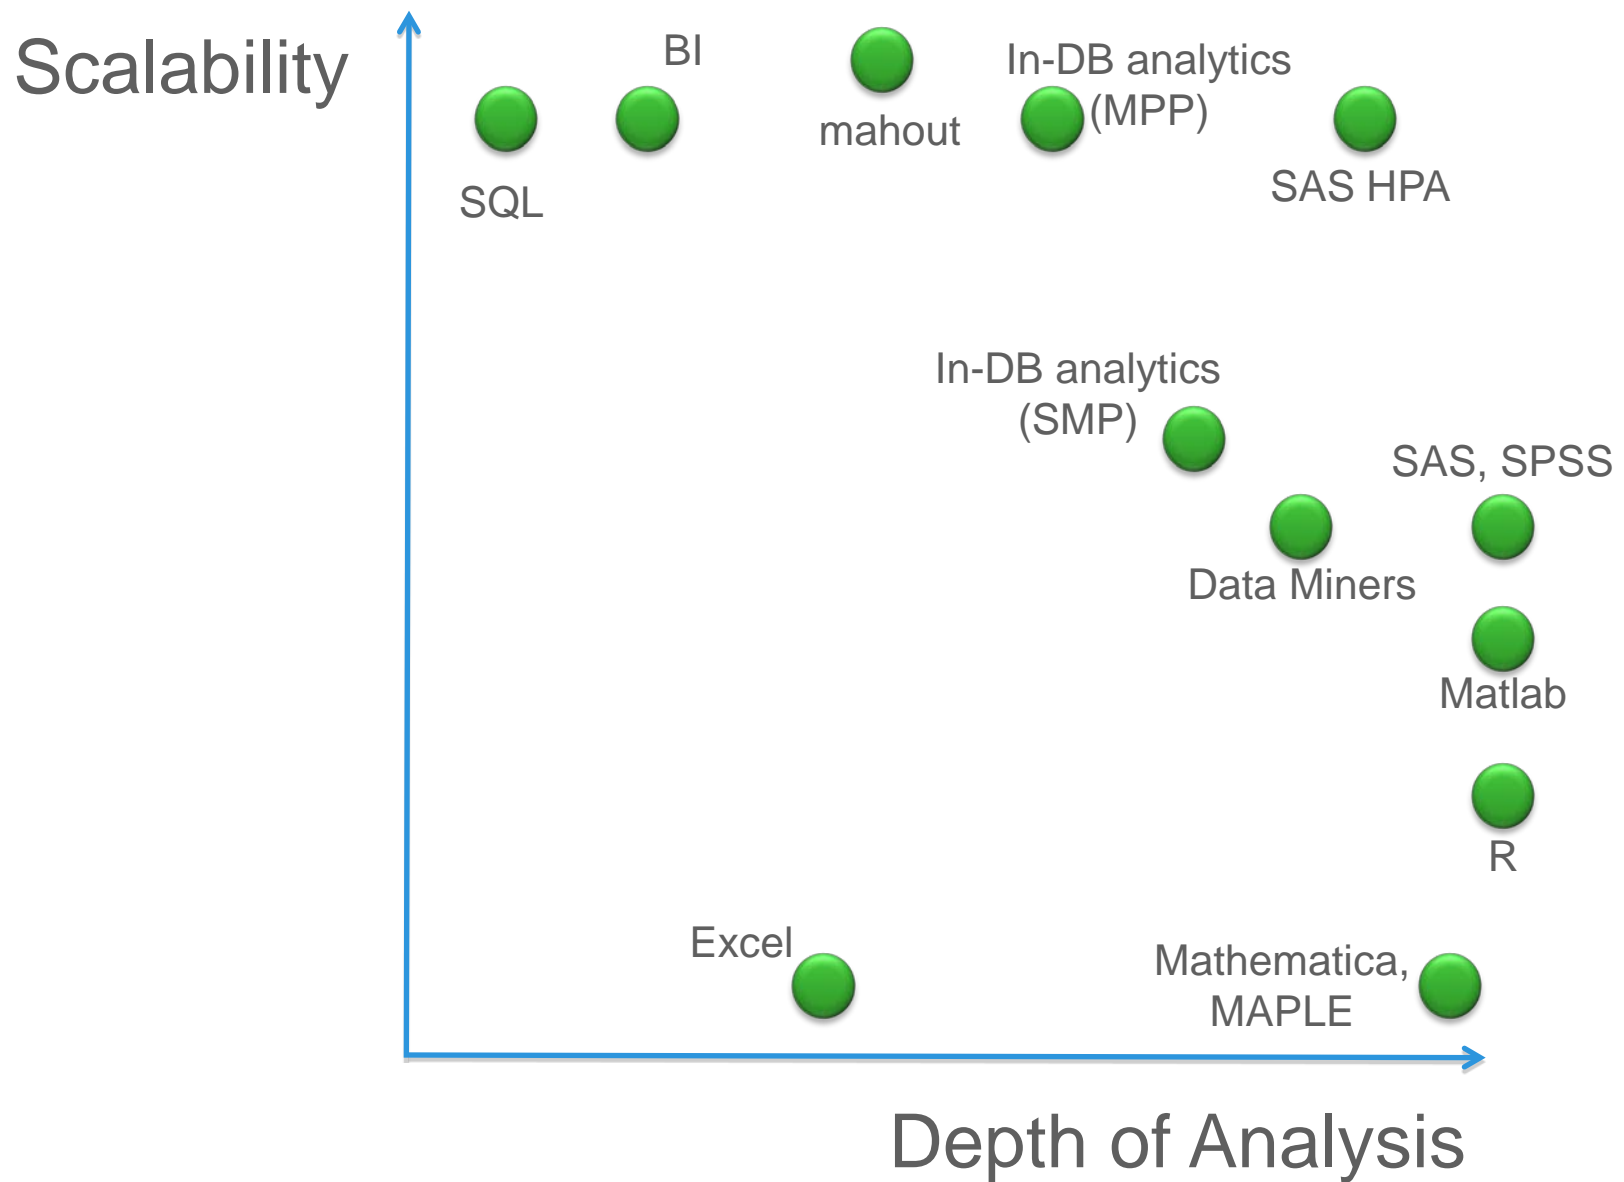 Scalability
BI
In-DB analytics
(MPP)
mahout
SAS HPA
SQL
In-DB analytics
(SMP)
SAS, SPSS
Data Miners
Matlab
R
Excel
Mathematica,
MAPLE
Depth of Analysis